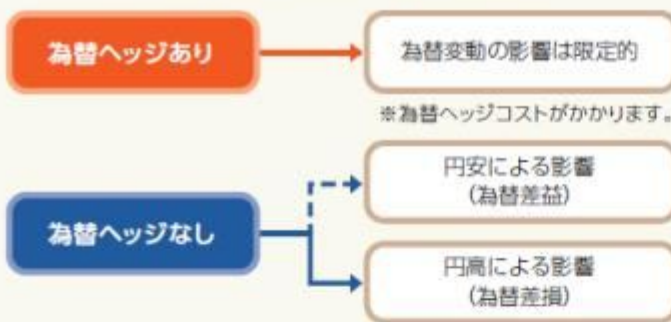 為替ヘッジあり
為替変動の影響は限定的
※為替ヘッジコストがかかります。
円安による影響
(為替差益)
為替ヘッジなし
円高による影響
(為替差損)